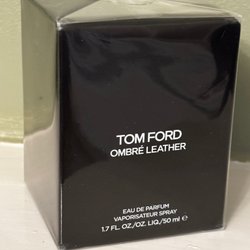 TOM FORD
OMBRÉ LEATHER
EAU DE PARFUM
VAPORISATEUR SPRAY
1.7 FL. OZ./OZ. LIQ./50 ml ℮